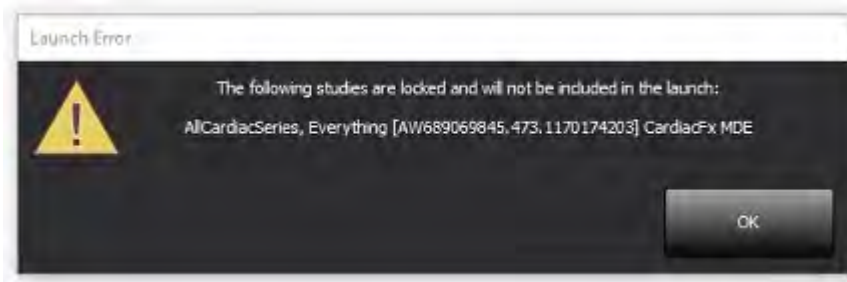 Launch Error
The following studies are locked and will not be included in the launch:
AllCardiacSeries, Everything [AW689069845.473.1170174203] CardiacFx MDE
OK